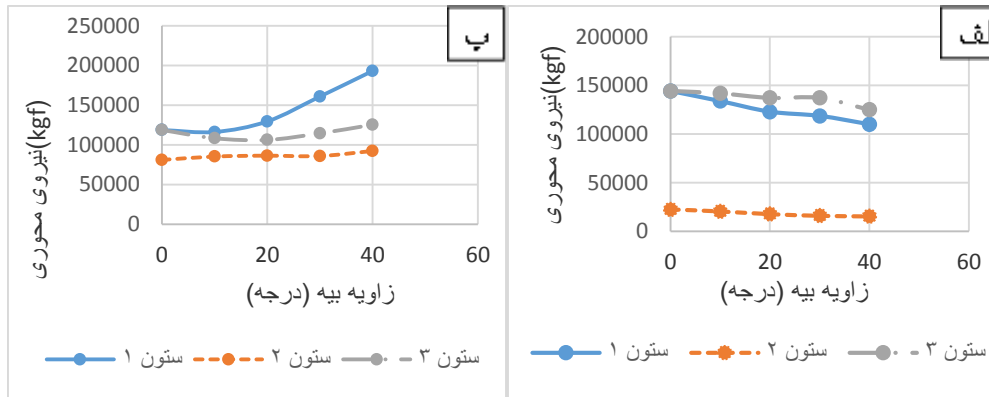 الف
200000
150000
100000
50000
0
0 20 40 60
نیروی محوری(kgf)
زاویه بیه (درجه)
ستون ۱ ستون ۲ ستون ۳
ب
250000
200000
150000
100000
50000
0
0 20 40 60
نیروی محوری(kgf)
زاویه بیه (درجه)
ستون ۱ ستون ۲ ستون ۳